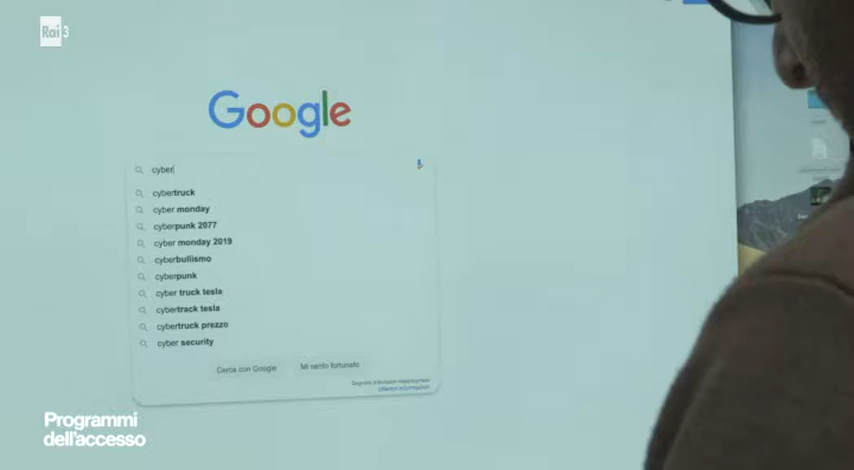 Rai 3
Google
cyber
cybertruck
cyber monday
cyberpunk 2077
cyber monday 2019
cyberbullismo
cyberpunk
cyber truck tesla
cybertrack tesla
cybertruck prezzo
cyber security
Cerca con Google
Mi sento fortunato
Programmi
dell'accesso